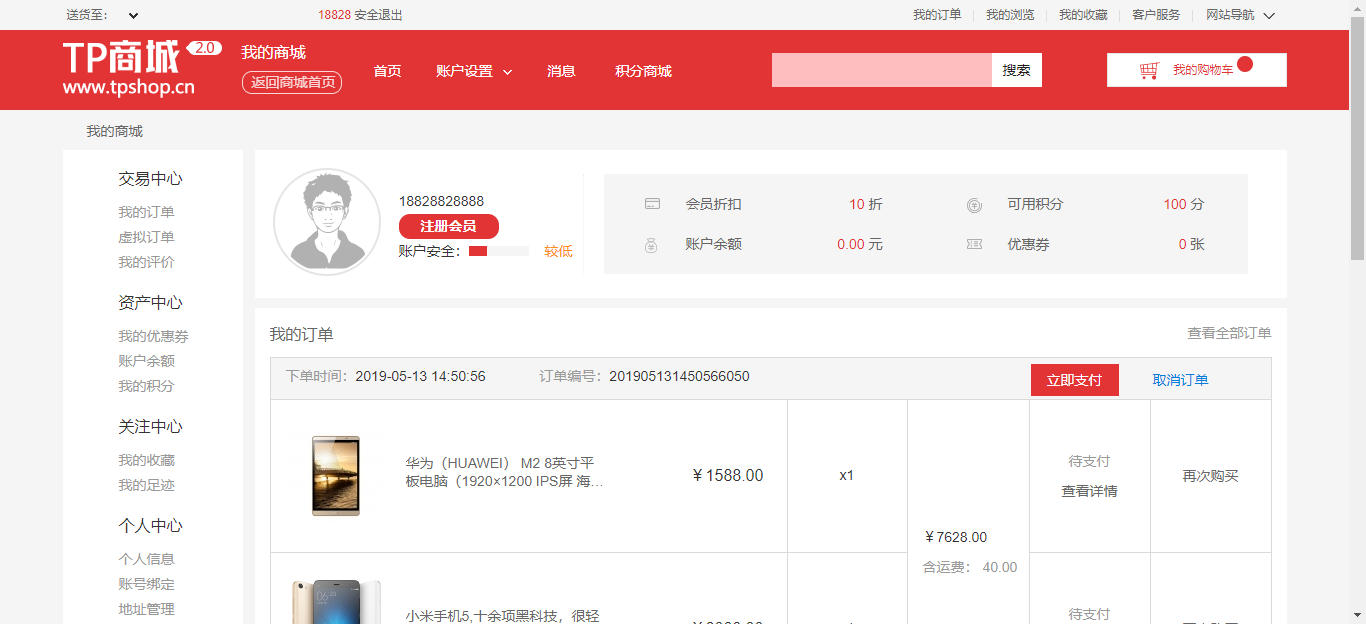 送货至：
18828 安全退出
我的订单 我的浏览 我的收藏 客户服务 网站导航
TP商城 2.0
www.tpshop.cn
我的商城
返回商城首页
首页 账户设置 消息 积分商城
搜索
我的购物车
我的商城
交易中心
我的订单
虚拟订单
我的评价
资产中心
我的优惠券
账户余额
我的积分
关注中心
我的收藏
我的足迹
个人中心
个人信息
账号绑定
地址管理
18828828888
注册会员
账户安全： 较低
会员折扣 10 折 可用积分 100 分
账户余额 0.00 元 优惠券 0 张
我的订单 查看全部订单
下单时间：2019-05-13 14:50:56 订单编号：201905131450566050 立即支付 取消订单
华为（HUAWEI） M2 8英寸平
板电脑（1920×1200 IPS屏 海...
￥1588.00
x1
待支付
查看详情
再次购买
￥7628.00
含运费： 40.00
小米手机5,十余项黑科技，很轻
待支付